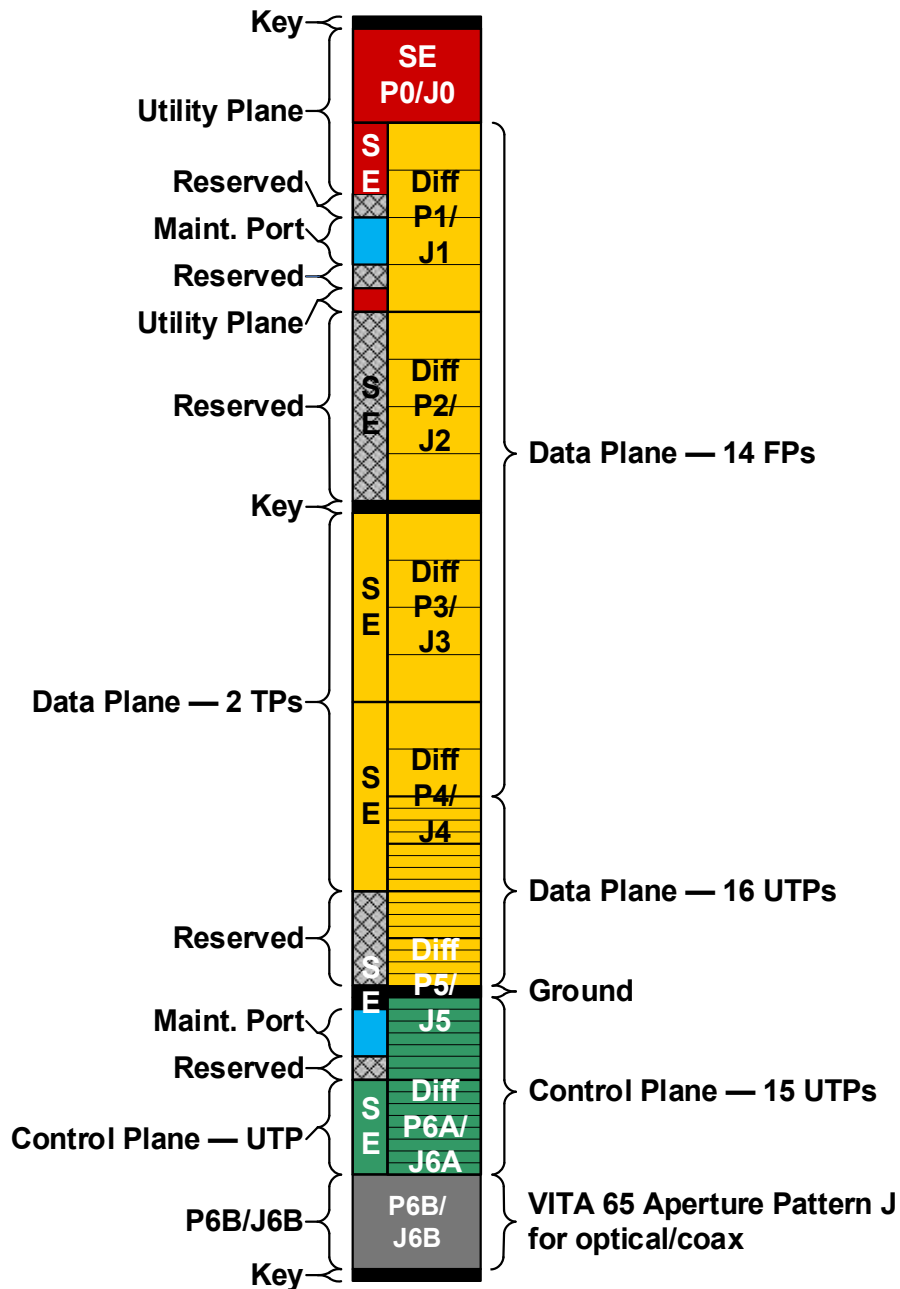 Key
SE
P0/J0
Utility Plane
S
E
Reserved
Diff
P1/
J1
Maint. Port
Reserved
Utility Plane
Reserved
S
E
Diff
P2/
J2
Data Plane — 14 FPs
Key
S
E
Diff
P3/
J3
Data Plane — 2 TPs
S
E
Diff
P4/
J4
Data Plane — 16 UTPs
Reserved
S
E
Diff
P5/
J5
Ground
Maint. Port
Reserved
Control Plane — 15 UTPs
S
E
Diff
P6A/
J6A
Control Plane — UTP
P6B/J6B
P6B/
J6B
VITA 65 Aperture Pattern J
for optical/coax
Key